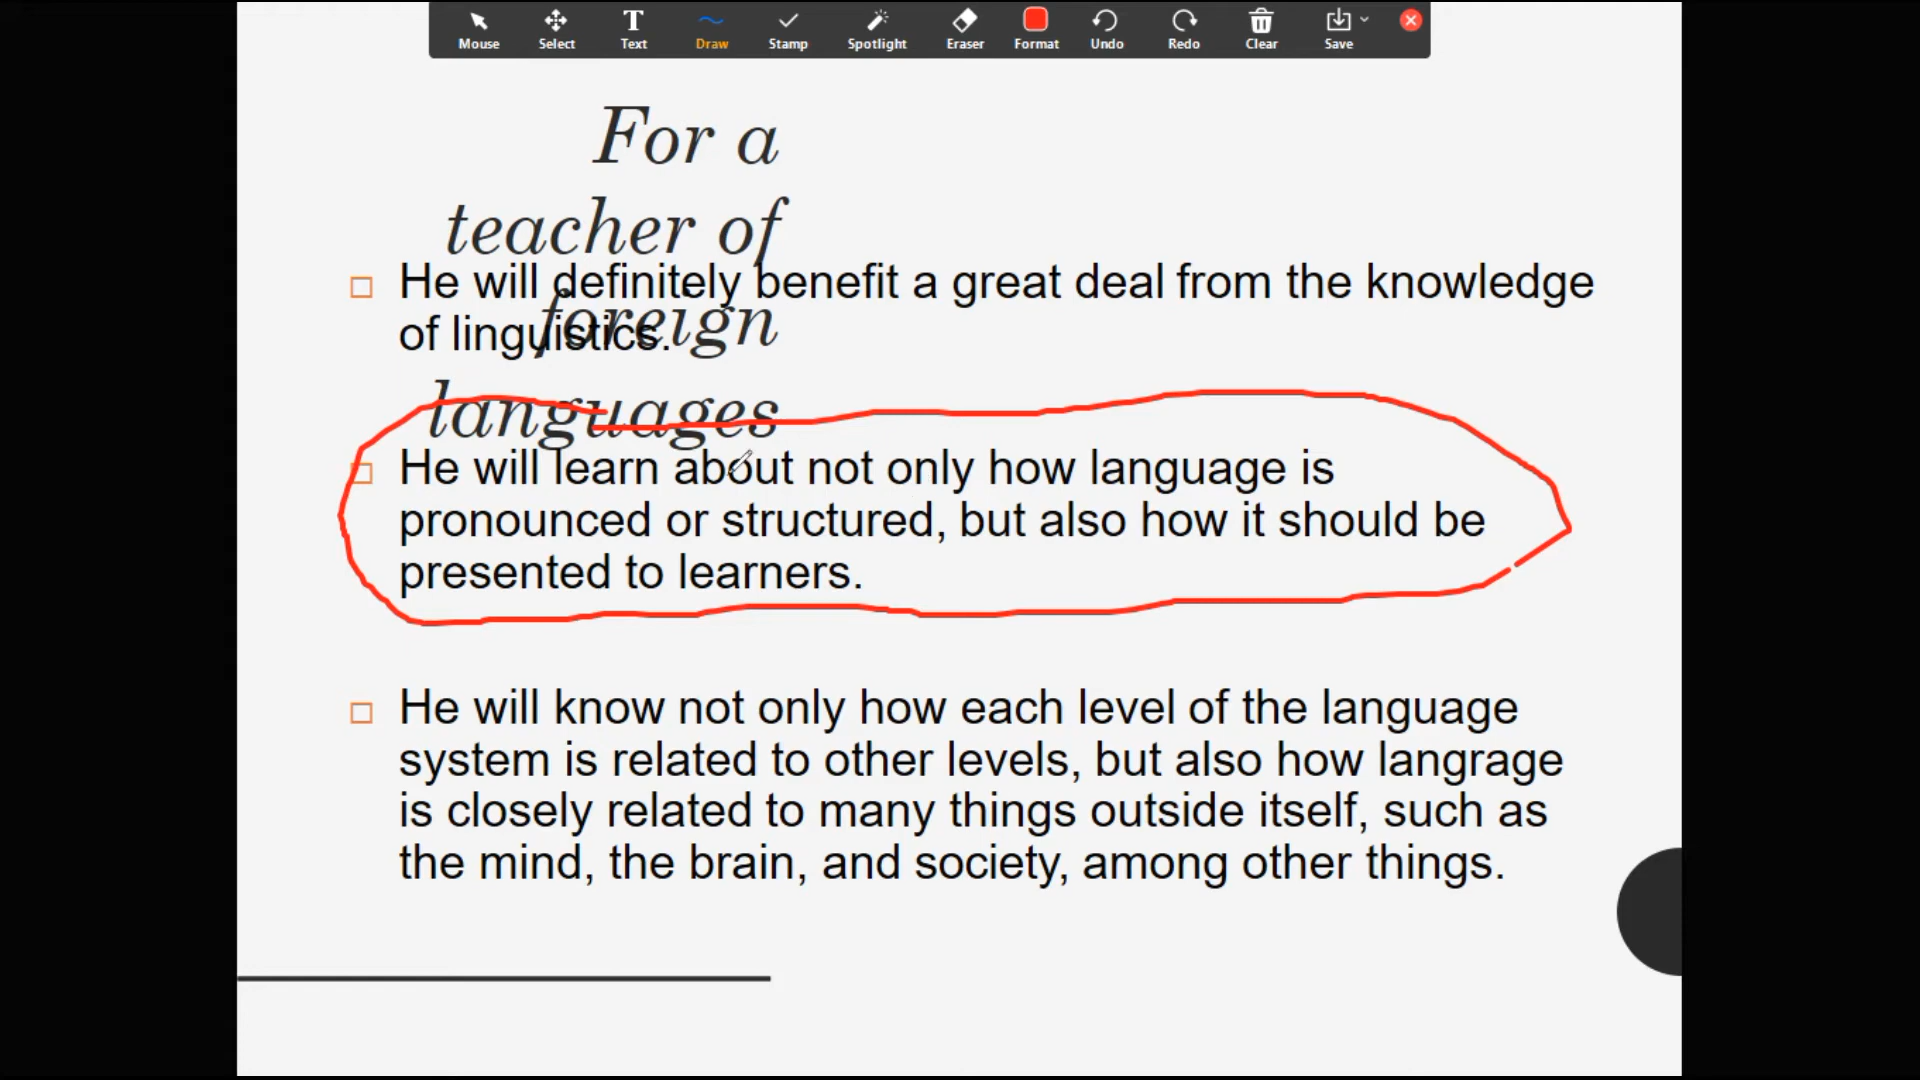 Mouse Select Text Draw Stamp Spotlight Eraser Format Undo Redo Clear Save
For a
teacher of
foreign
languages
He will definitely benefit a great deal from the knowledge
of linguistics.
He will learn about not only how language is
pronounced or structured, but also how it should be
presented to learners.
He will know not only how each level of the language
system is related to other levels, but also how langrage
is closely related to many things outside itself, such as
the mind, the brain, and society, among other things.